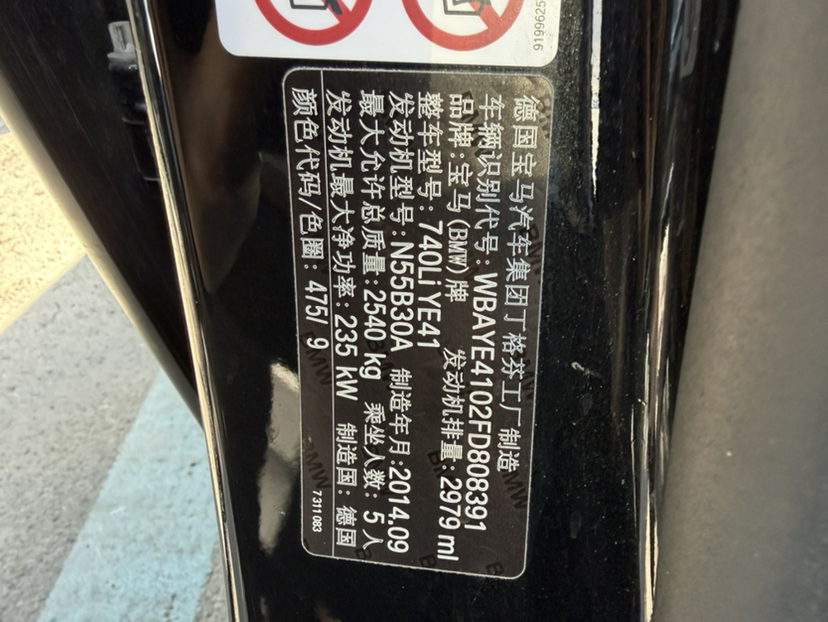 9199625
德国宝马汽车集团丁格芬工厂制造
车辆识别代号: WBAYE4102FD808391
品牌:宝马(BMW)牌 发动机排量:2979 ml
整车型号: 740Li YE41
发动机型号: N55B30A 制造年月:2014.09
最大允许总质量:2540 kg 乘坐人数: 5 人
发动机最大净功率: 235 kW 制造国: 德国
颜色代码/色圈: 475/ 9
7 311 083